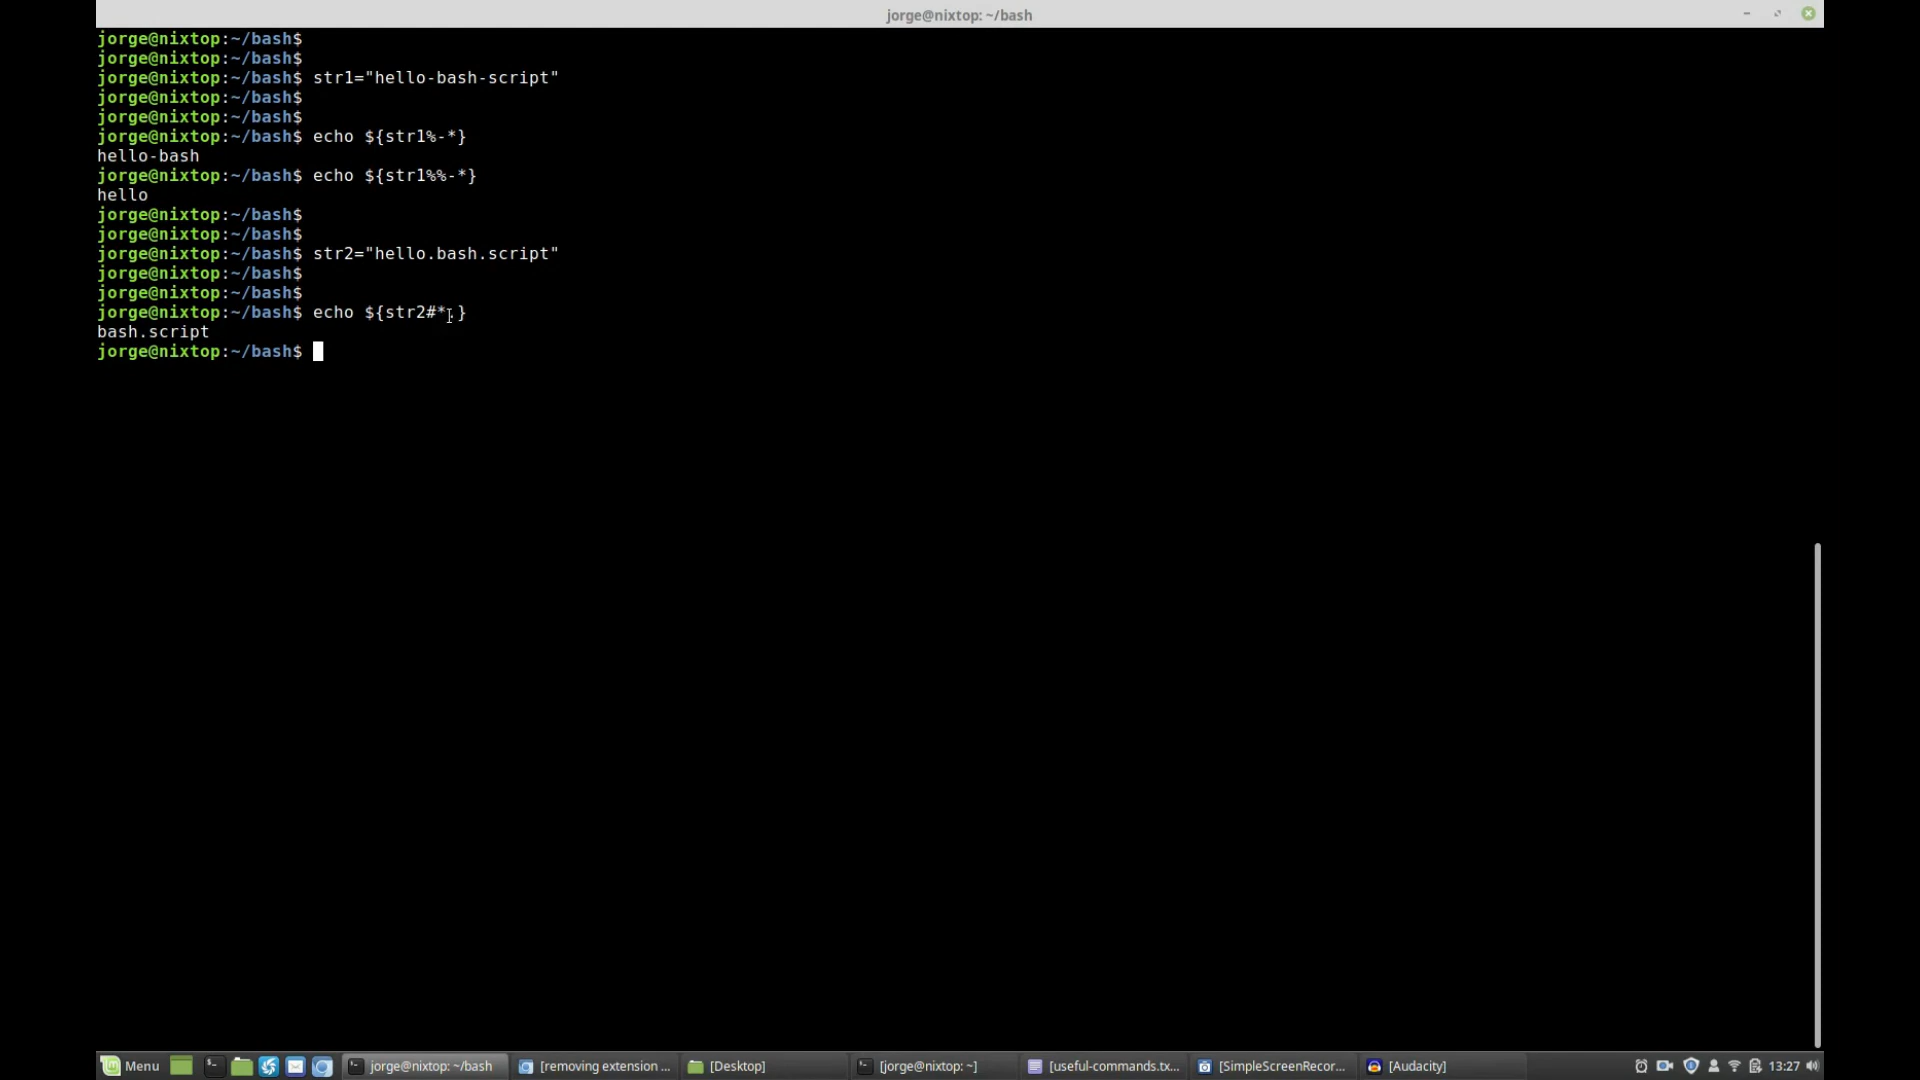 jorge@nixtop: ~/bash
jorge@nixtop:~/bash$
jorge@nixtop:~/bash$
jorge@nixtop:~/bash$ str1="hello-bash-script"
jorge@nixtop:~/bash$
jorge@nixtop:~/bash$
jorge@nixtop:~/bash$ echo ${str1%-*}
hello-bash
jorge@nixtop:~/bash$ echo ${str1%%-*}
hello
jorge@nixtop:~/bash$
jorge@nixtop:~/bash$
jorge@nixtop:~/bash$ str2="hello.bash.script"
jorge@nixtop:~/bash$
jorge@nixtop:~/bash$
jorge@nixtop:~/bash$ echo ${str2#*.}
bash.script
jorge@nixtop:~/bash$
Menu jorge@nixtop: ~/bash [removing extension ... [Desktop] [jorge@nixtop: ~] [useful-commands.tx... [SimpleScreenRecor... [Audacity] 13:27